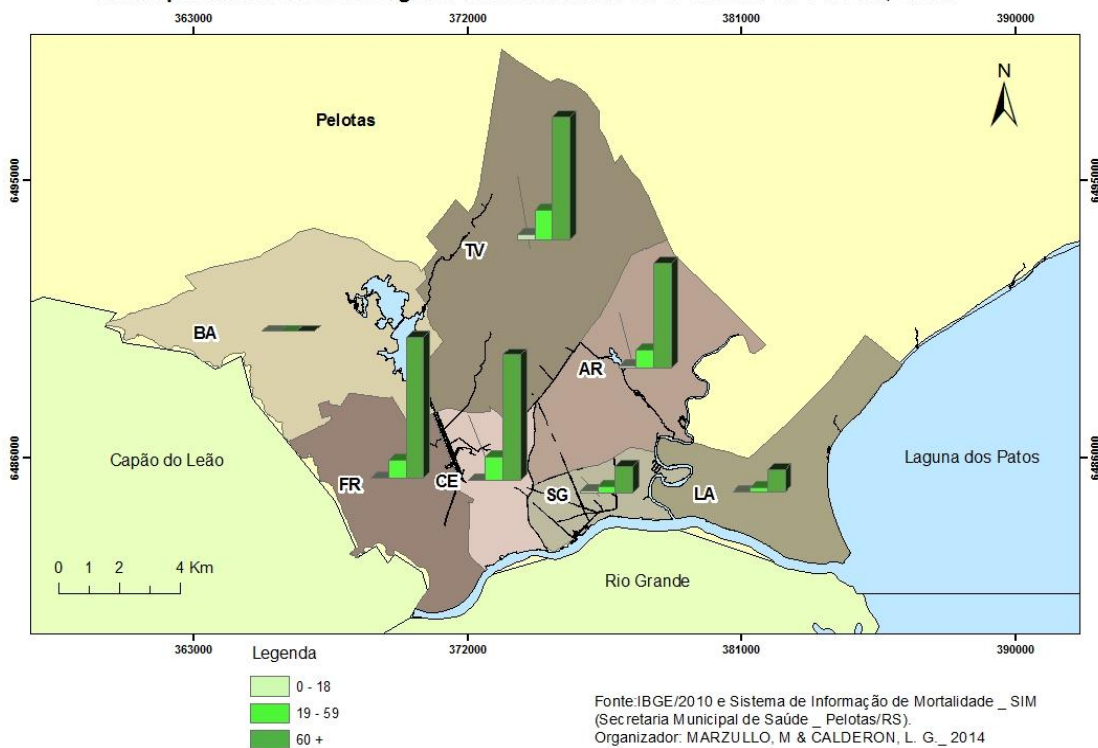 363000 372000 381000 390000
N
Pelotas
6495000 6495000
TV
BA
AR
6486000 6486000
Capão do Leão
Laguna dos Patos
FR CE SG LA
0 1 2 4 Km
Rio Grande
363000 372000 381000 390000
Legenda
0 - 18
19 - 59
60 +
Fonte:IBGE/2010 e Sistema de Informação de Mortalidade _ SIM
(Secretaria Municipal de Saúde _ Pelotas/RS).
Organizador: MARZULLO, M & CALDERON, L. G._ 2014